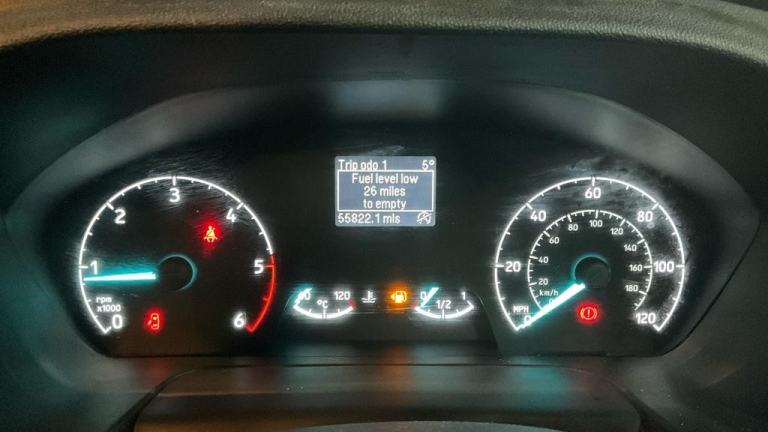 Trip odo 1 5°
Fuel level low
26 miles
to empty
55822.1 mls
0 1 2 3 4 5 6
rpm
x1000
60 120
°C
0 1/2 1
0 20 40 60 80 100 120
MPH
20 40 60 80 100 120 140 160 180
km/h